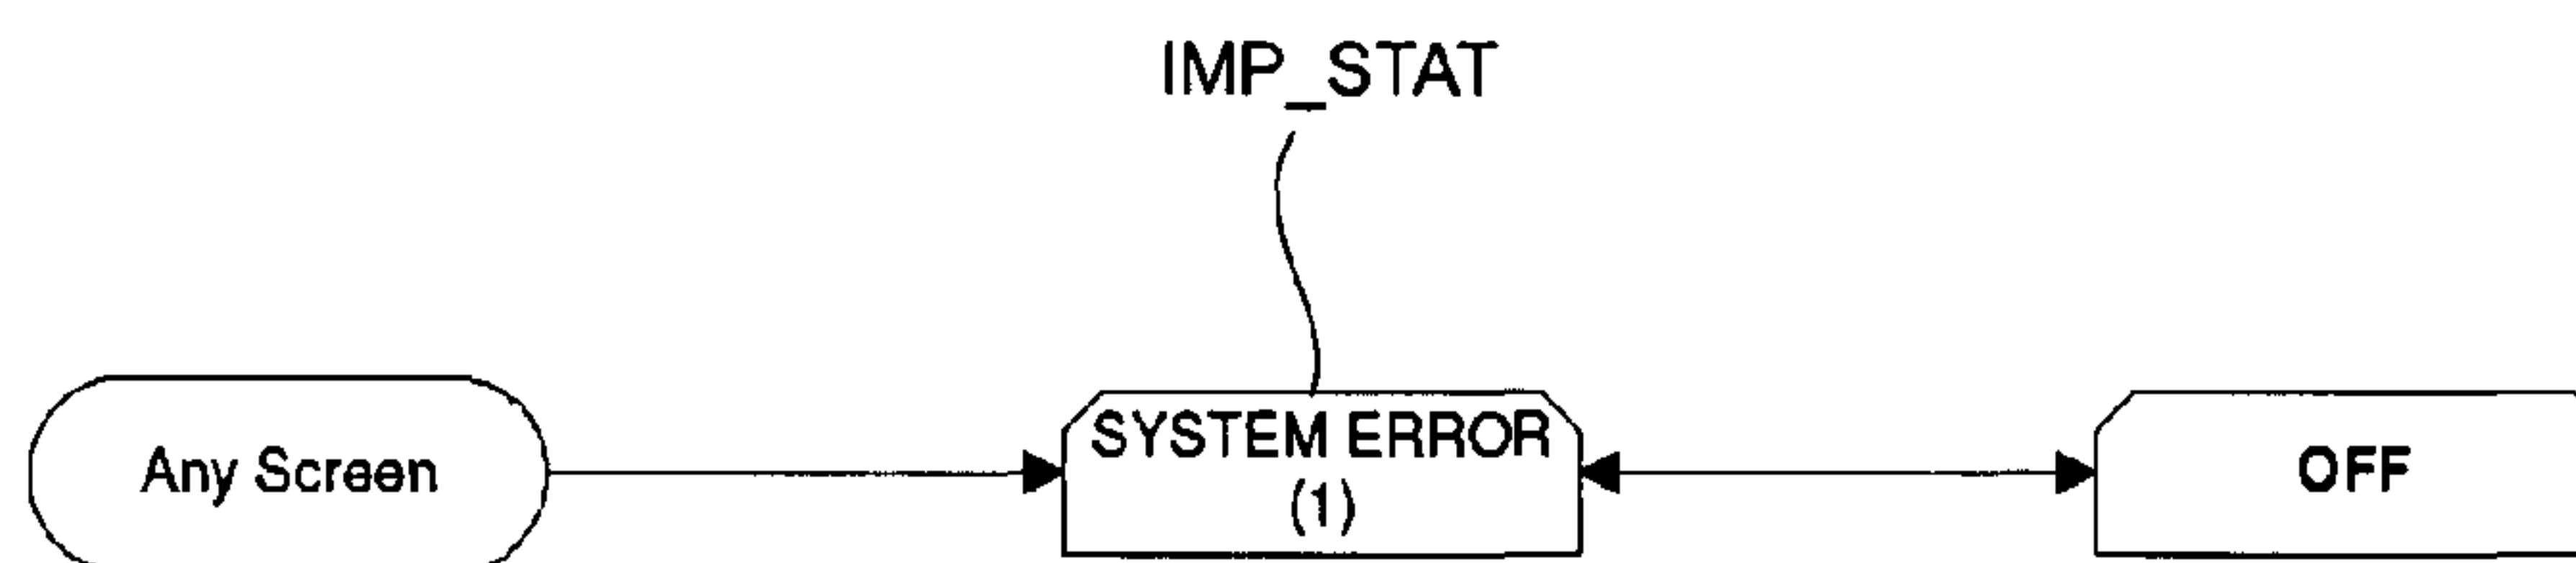 IMP_STAT
Any Screen
SYSTEM ERROR
(1)
OFF